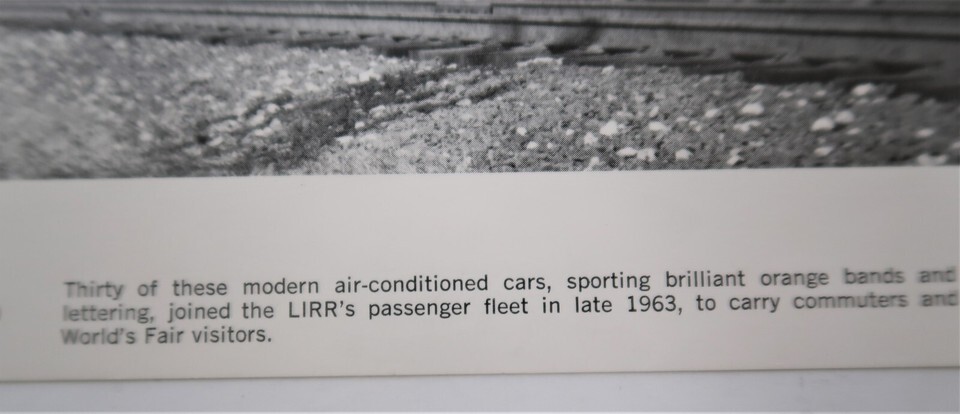 Thirty of these modern air-conditioned cars, sporting brilliant orange bands and
lettering, joined the LIRR's passenger fleet in late 1963, to carry commuters and
World's Fair visitors.